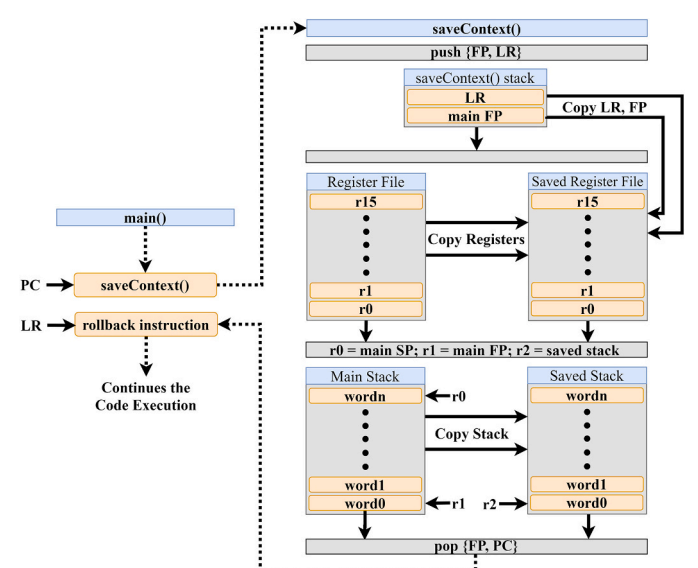 saveContext()
push {FP, LR}
saveContext() stack
LR
main FP
Copy LR, FP
Register File
r15
r1
r0
Copy Registers
Saved Register File
r15
r1
r0
main()
PC
saveContext()
LR
rollback instruction
Continues the
Code Execution
r0 = main SP; r1 = main FP; r2 = saved stack
Main Stack
wordn
word1
word0
r0
Copy Stack
r1
r2
Saved Stack
wordn
word1
word0
pop {FP, PC}